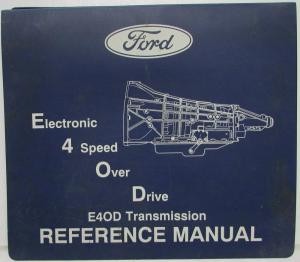 Ford
Electronic
4 Speed
Over
Drive
E4OD Transmission
REFERENCE MANUAL